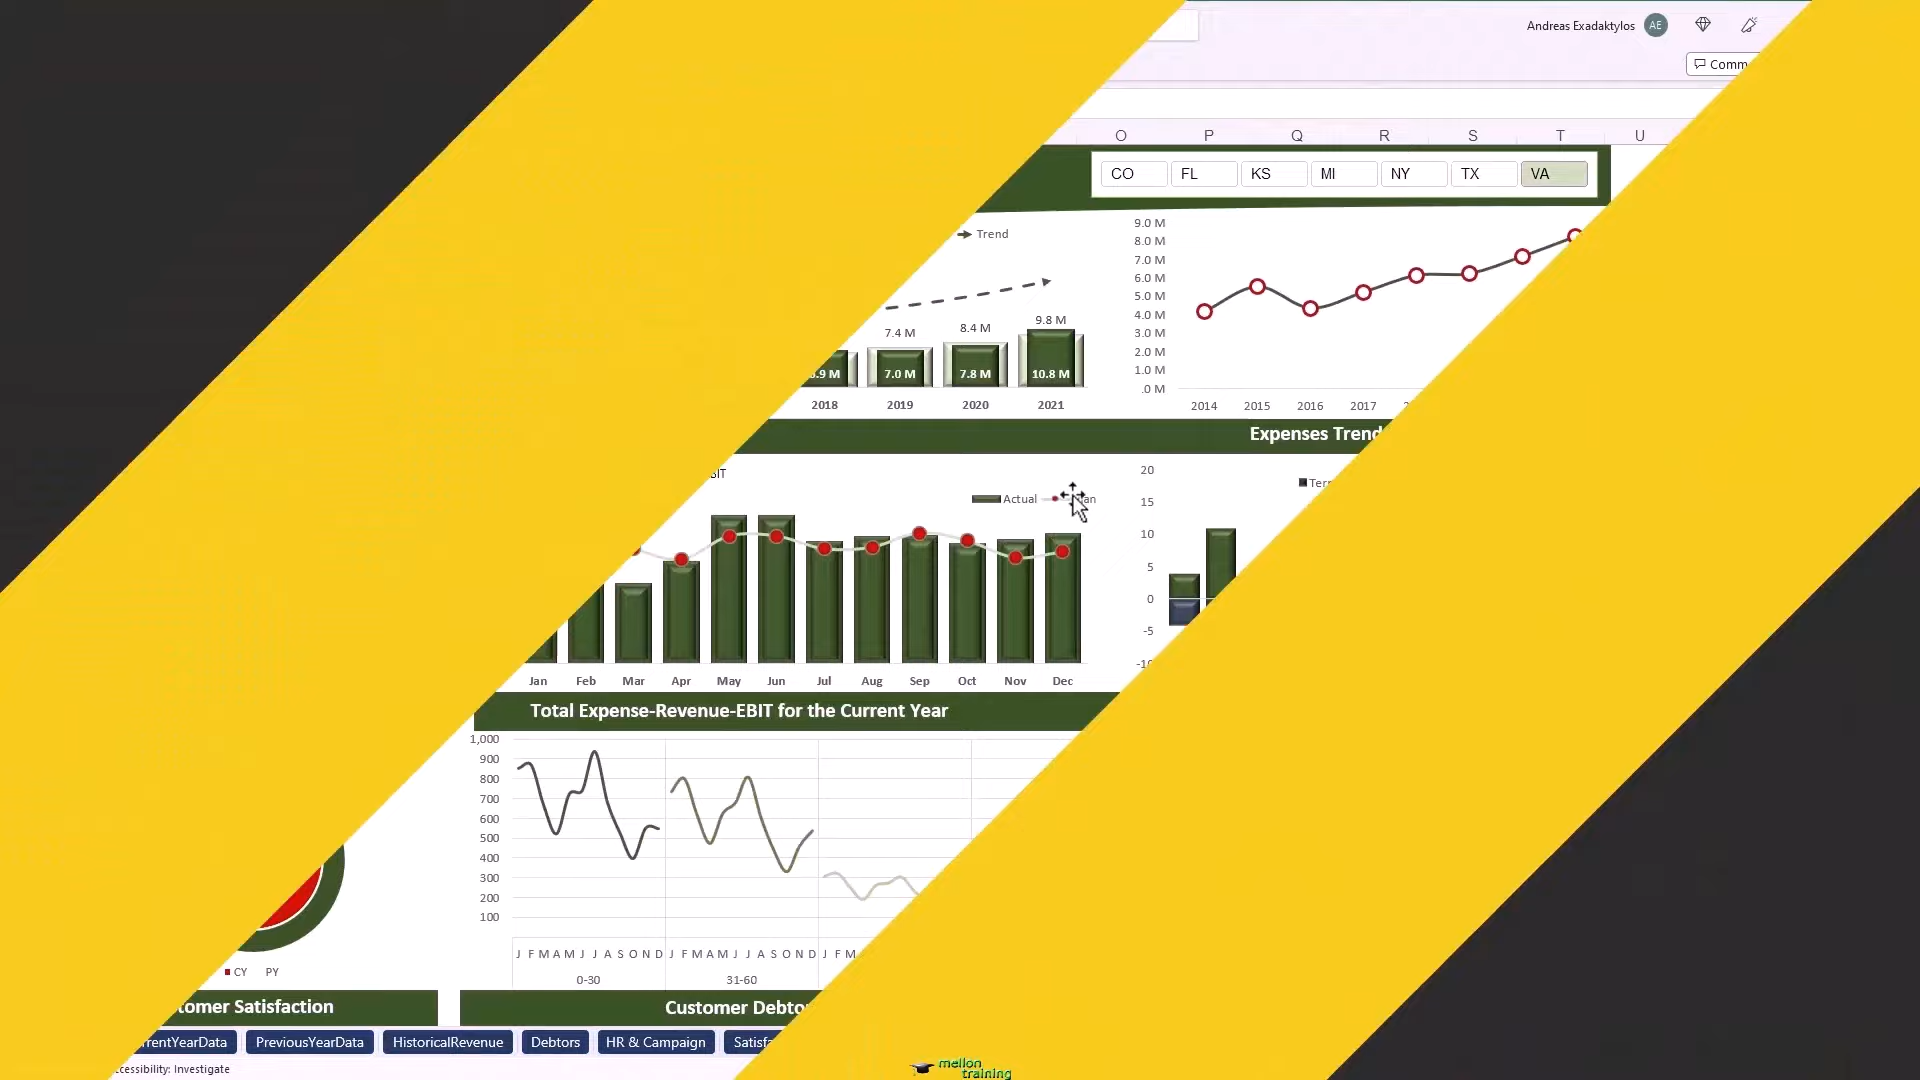 Andreas Exadaktylos AE
O P Q R S T U
CO FL KS MI NY TX VA
Trend
9.0 M
8.0 M
7.0 M
6.0 M
5.0 M
4.0 M
3.0 M
2.0 M
1.0 M
.0 M
7.4 M 8.4 M 9.8 M
7.0 M 7.8 M 10.8 M
2018 2019 2020 2021
2014 2015 2016 2017
Expenses Trend
Actual
20
15
10
5
0
-5
Jan Feb Mar Apr May Jun Jul Aug Sep Oct Nov Dec
Total Expense-Revenue-EBIT for the Current Year
1,000
900
800
700
600
500
400
300
200
100
J F M A M J J A S O N D J F M A M J J A S O N D J F M
0-30 31-60
CY PY
Satisfaction
Customer
PreviousYearData HistoricalRevenue Debtors HR & Campaign
Investigate
mellon
training